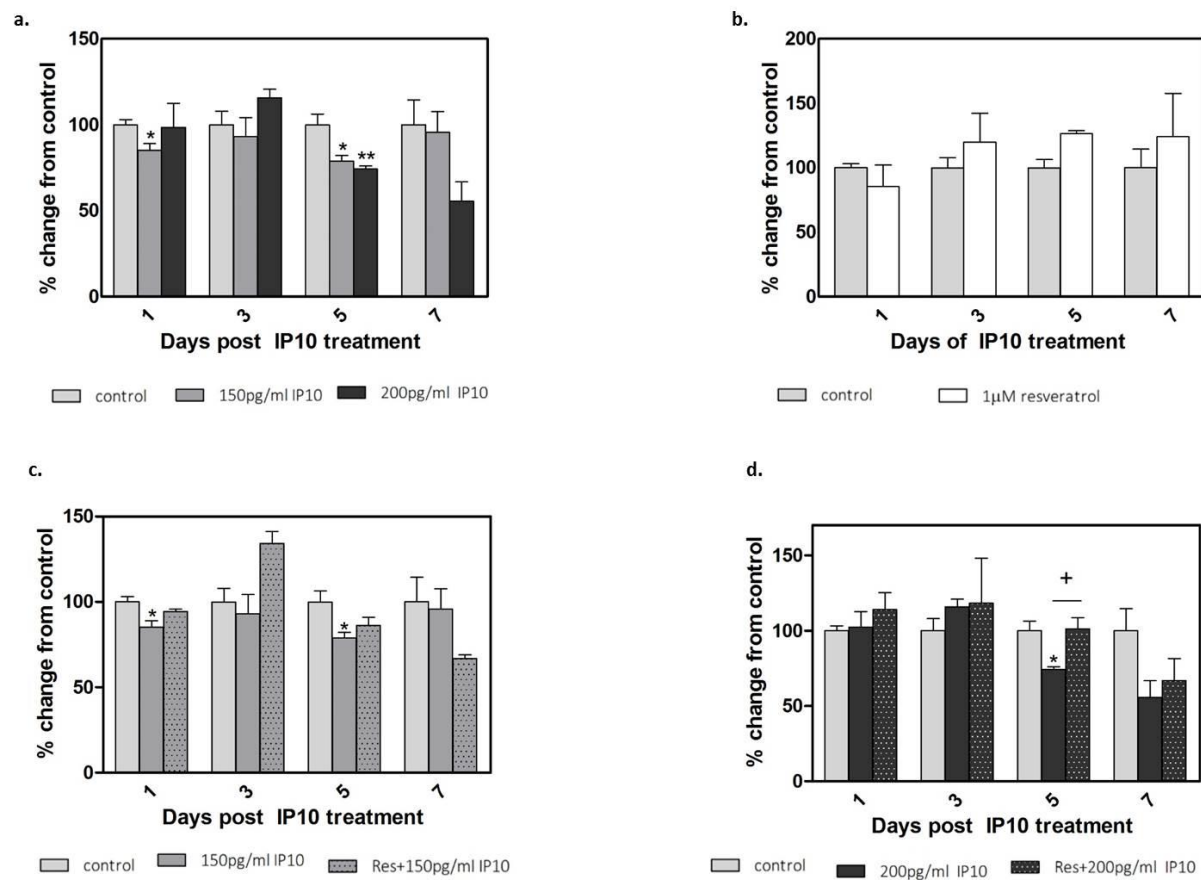 a.
150
100
50
0
% change from control
*
* **
1 3 5 7
Days post IP10 treatment
control 150pg/ml IP10 200pg/ml IP10
b.
200
150
100
50
0
% change from control
1 3 5 7
Days of IP10 treatment
control 1µM resveratrol
c.
150
100
50
0
% change from control
*
*
1 3 5 7
Days post IP10 treatment
control 150pg/ml IP10 Res+150pg/ml IP10
d.
150
100
50
0
% change from control
+
*
1 3 5 7
Days post IP10 treatment
control 200pg/ml IP10 Res+200pg/ml IP10